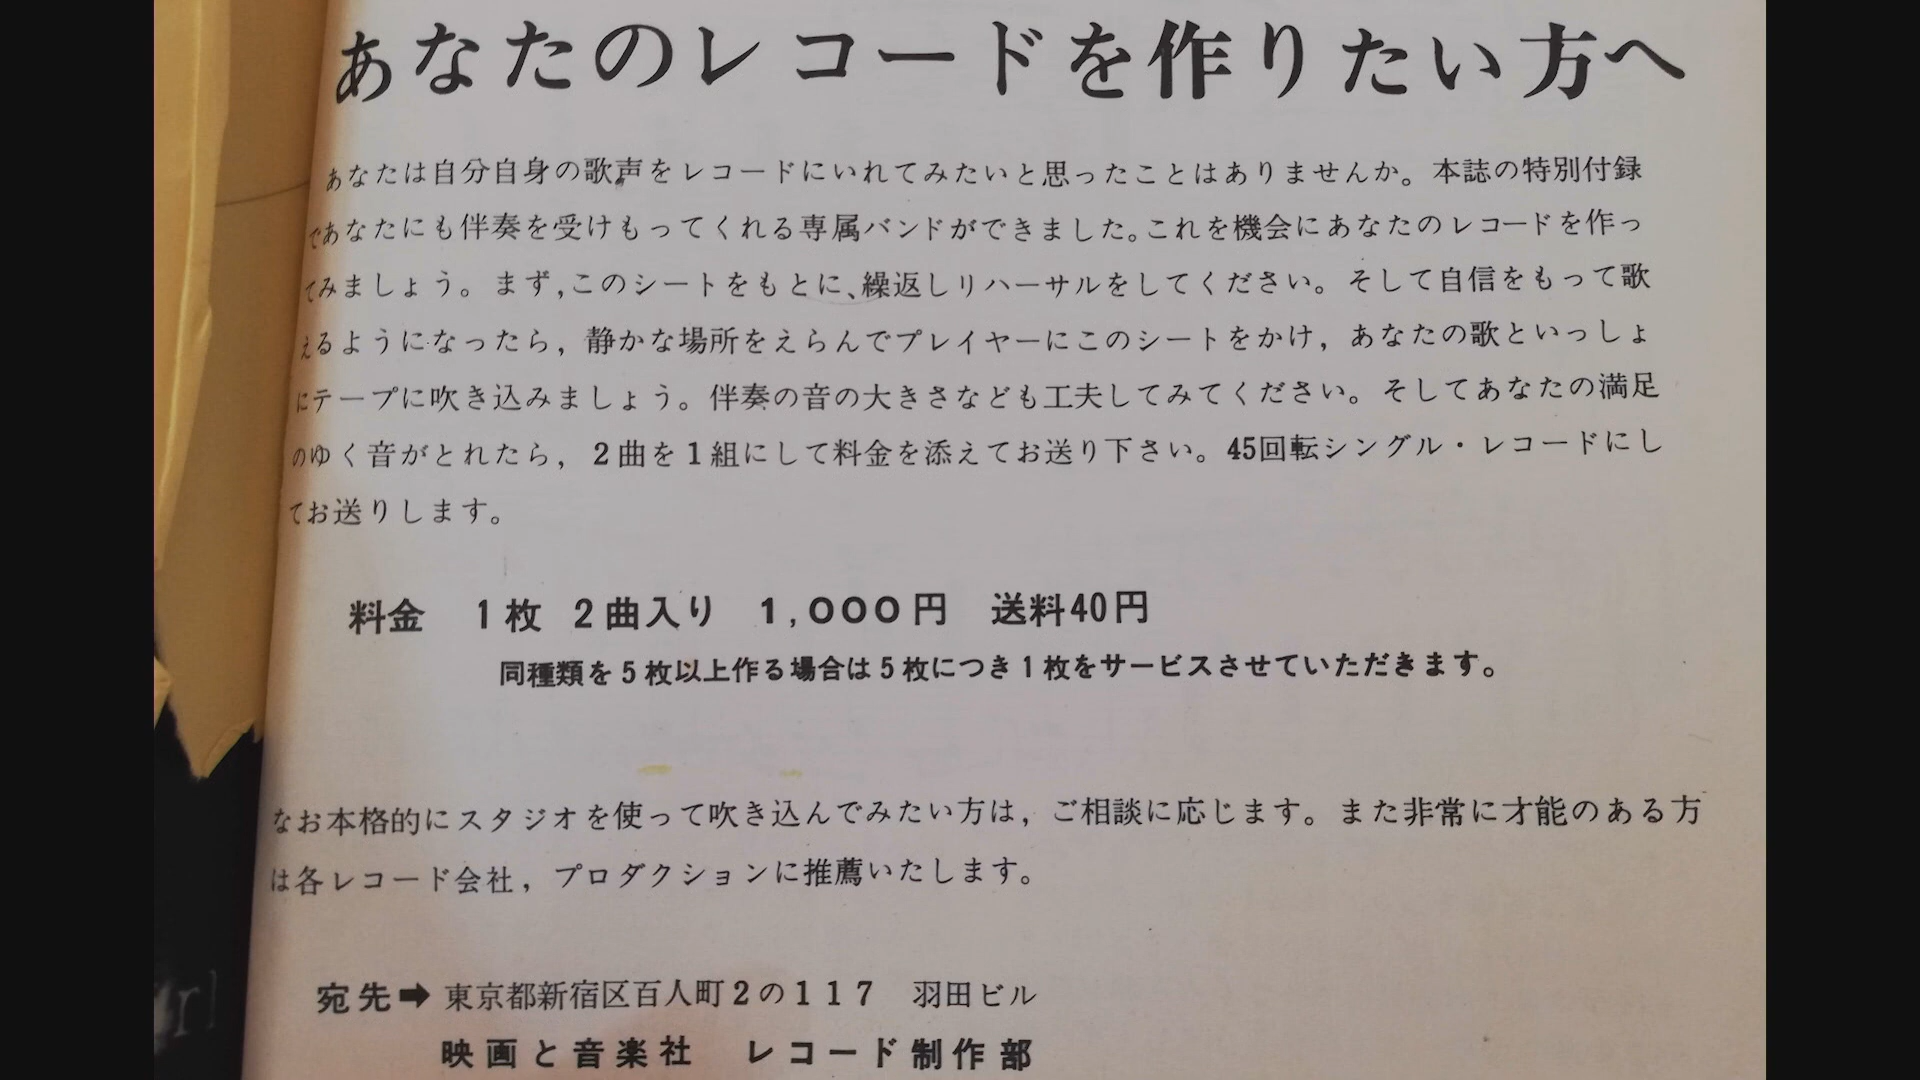 あなたのレコードを作りたい方へ
あなたは自分自身の歌声をレコードにいれてみたいと思ったことはありませんか。本誌の特別付録
であなたにも伴奏を受けもってくれる専属バンドができました。これを機会にあなたのレコードを作っ
てみましょう。まず,このシートをもとに、繰返しリハーサルをしてください。そして自信をもって歌
えるようになったら，静かな場所をえらんでプレイヤーにこのシートをかけ，あなたの歌といっしょ
にテープに吹き込みましょう。伴奏の音の大きさなども工夫してみてください。そしてあなたの満足
のゆく音がとれたら，2曲を1組にして料金を添えてお送り下さい。45回転シングル・レコードにし
てお送りします。
料金　1枚　2曲入り　1,000円　送料40円
同種類を5枚以上作る場合は5枚につき1枚をサービスさせていただきます。
なお本格的にスタジオを使って吹き込んでみたい方は，ご相談に応じます。また非常に才能のある方
は各レコード会社，プロダクションに推薦いたします。
宛先➡東京都新宿区百人町2の117　羽田ビル
映画と音楽社　レコード制作部